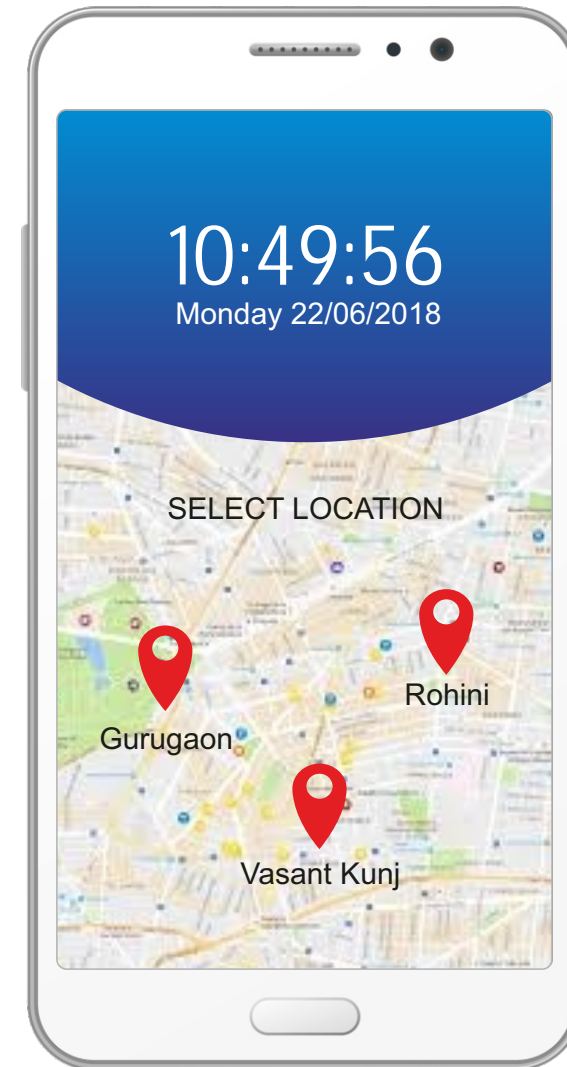 10:49:56
Monday 22/06/2018
SELECT LOCATION
Rohini
Gurugaon
Vasant Kunj